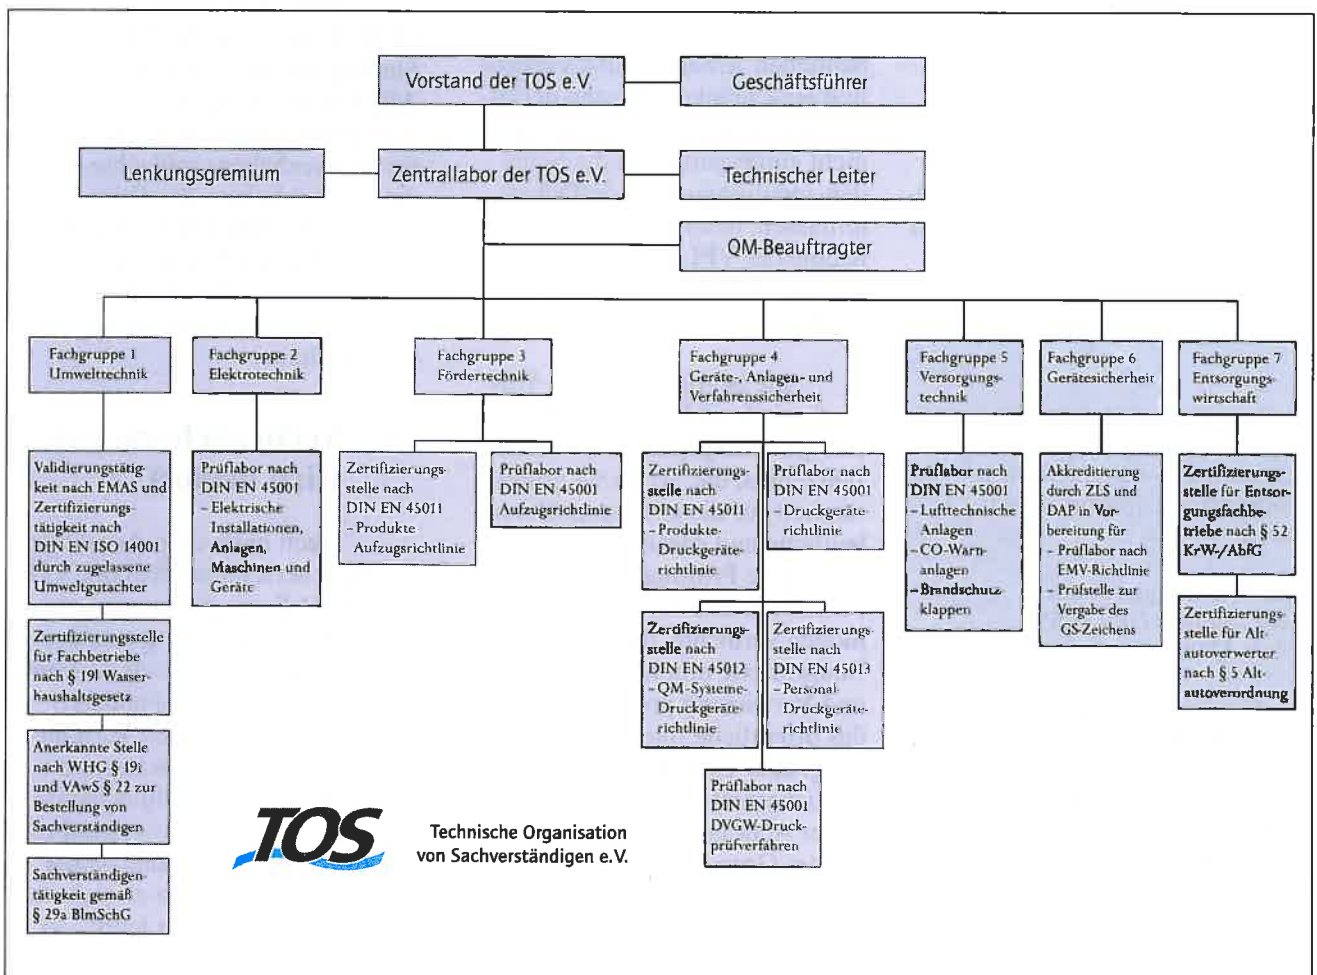 Vorstand der TOS e.V.
Geschäftsführer
Lenkungsgremium
Zentrallabor der TOS e.V.
Technischer Leiter
QM-Beauftragter
Fachgruppe 1
Umwelttechnik
Validierungstätig-
keit nach EMAS und
Zertifizierungs-
tätigkeit nach
DIN EN ISO 14001
durch zugelassene
Umweltgutachter
Zertifizierungsstelle
für Fachbetriebe
nach § 19l Wasser-
haushaltsgesetz
Anerkannte Stelle
nach WHG § 19i
und VAwS § 22 zur
Bestellung von
Sachverständigen
Sachverständigen-
tätigkeit gemäß
§ 29a BImSchG
Fachgruppe 2
Elektrotechnik
Prüflabor nach
DIN EN 45001
– Elektrische
Installationen,
Anlagen,
Maschinen und
Geräte
Fachgruppe 3
Fördertechnik
Zertifizierungs-
stelle nach
DIN EN 45011
– Produkte
Aufzugsrichtlinie
Prüflabor nach
DIN EN 45001
Aufzugsrichtlinie
Fachgruppe 4
Geräte-, Anlagen- und
Verfahrenssicherheit
Zertifizierungs-
stelle nach
DIN EN 45011
– Produkte-
Druckgeräte-
richtlinie
Prüflabor nach
DIN EN 45001
– Druckgeräte-
richtlinie
Zertifizierungs-
stelle nach
DIN EN 45012
– QM-Systeme-
Druckgeräte-
richtlinie
Zertifizierungs-
stelle nach
DIN EN 45013
– Personal-
Druckgeräte-
richtlinie
Prüflabor nach
DIN EN 45001
DVGW-Druck-
prüfverfahren
Fachgruppe 5
Versorgungs-
technik
Prüflabor nach
DIN EN 45001
– Lufttechnische
Anlagen
– CO-Warn-
anlagen
– Brandschutz-
klappen
Fachgruppe 6
Gerätesicherheit
Akkreditierung
durch ZLS und
DAP in Vor-
bereitung für
– Prüflabor nach
EMV-Richtlinie
– Prüfstelle zur
Vergabe des
GS-Zeichens
Fachgruppe 7
Entsorgungs-
wirtschaft
Zertifizierungs-
stelle für Entsor-
gungsfachbe-
triebe nach § 52
KrW-/AbfG
Zertifizierungs-
stelle für Alt-
autoverwerter
nach § 5 Alt-
autoverordnung
TOS
Technische Organisation
von Sachverständigen e.V.